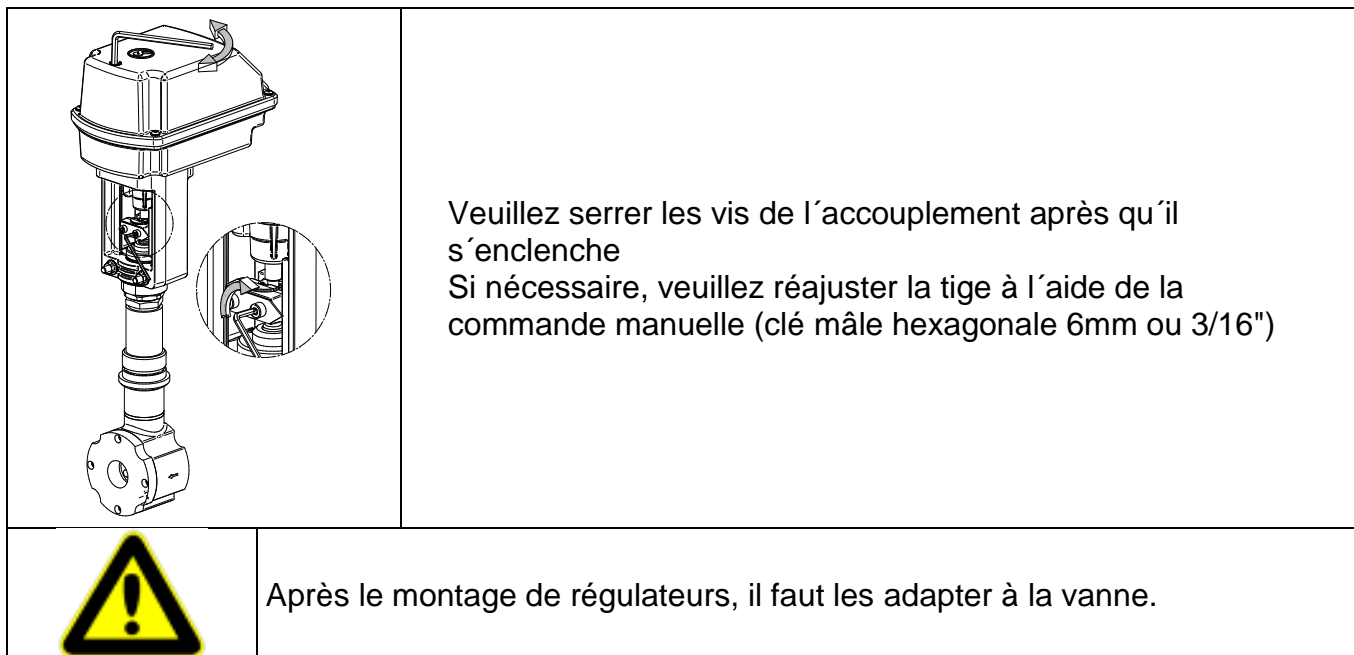 Veuillez serrer les vis de l´accouplement après qu´il
s´enclenche
Si nécessaire, veuillez réajuster la tige à l´aide de la
commande manuelle (clé mâle hexagonale 6mm ou 3/16")
Après le montage de régulateurs, il faut les adapter à la vanne.